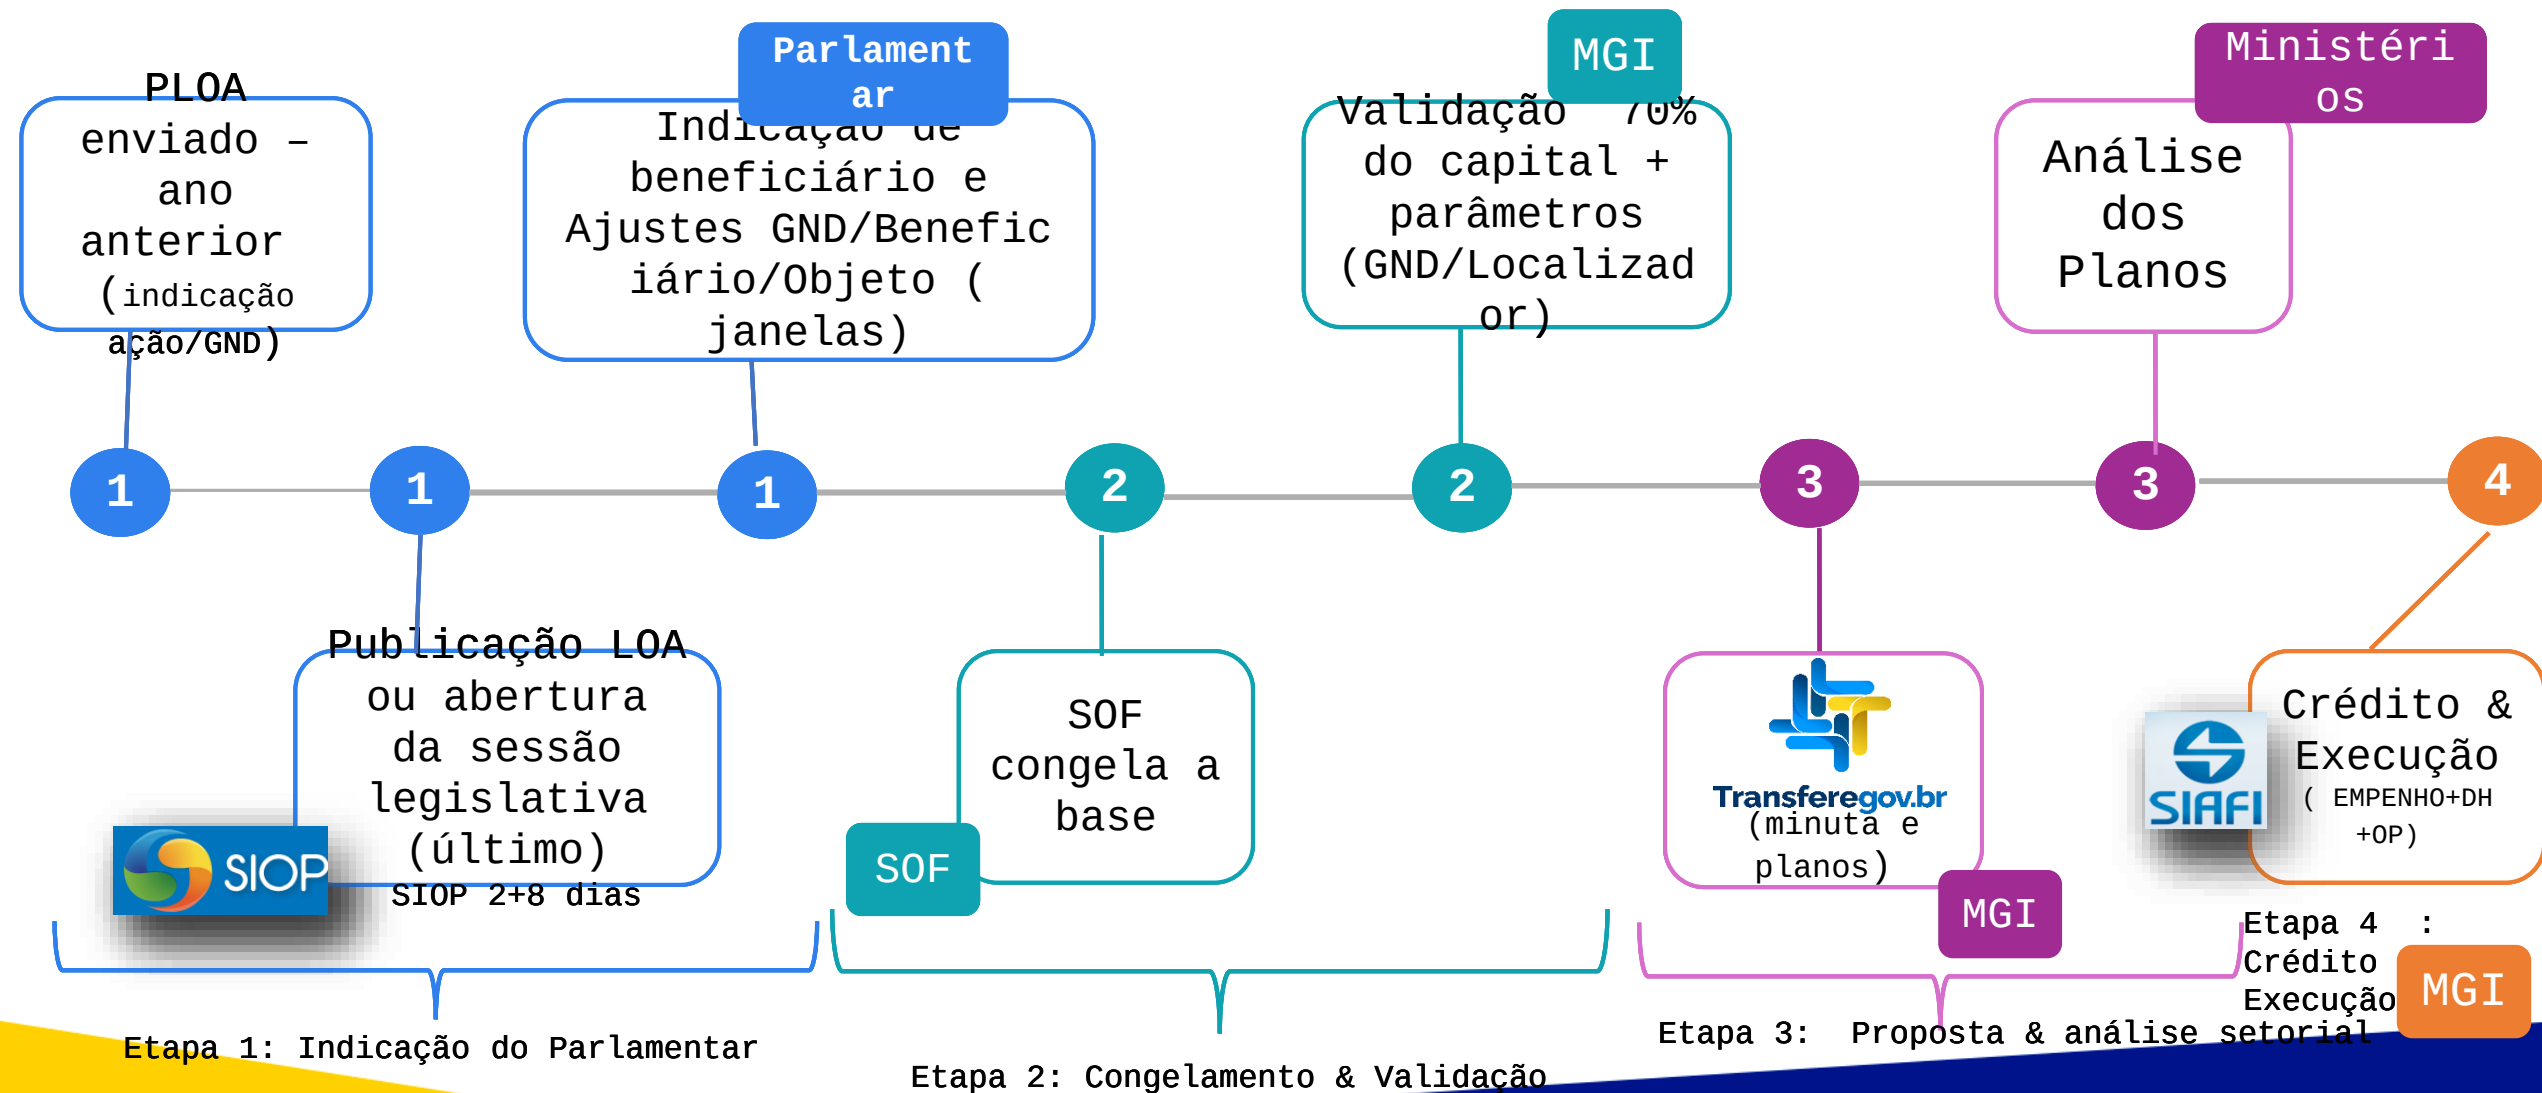 Parlament
ar
MGI
Ministéri
os
PLOA
enviado –
ano
anterior
(indicação
ação/GND)
Indicação de
beneficiário e
Ajustes GND/Benefic
iário/Objeto (
janelas)
Validação 70%
do capital +
parâmetros
(GND/Localizad
or)
Análise
dos
Planos
1
1
1
2
2
3
3
4
Publicação LOA
ou abertura
da sessão
legislativa
(último)
SIOP 2+8 dias
SIOP
SOF
congela a
base
SOF
Transferegov.br
(minuta e
planos)
MGI
SIAFI
Crédito &
Execução
( EMPENHO+DH
+OP)
Etapa 4 :
Crédito
Execução
MGI
Etapa 1: Indicação do Parlamentar
Etapa 2: Congelamento & Validação
Etapa 3: Proposta & análise setorial